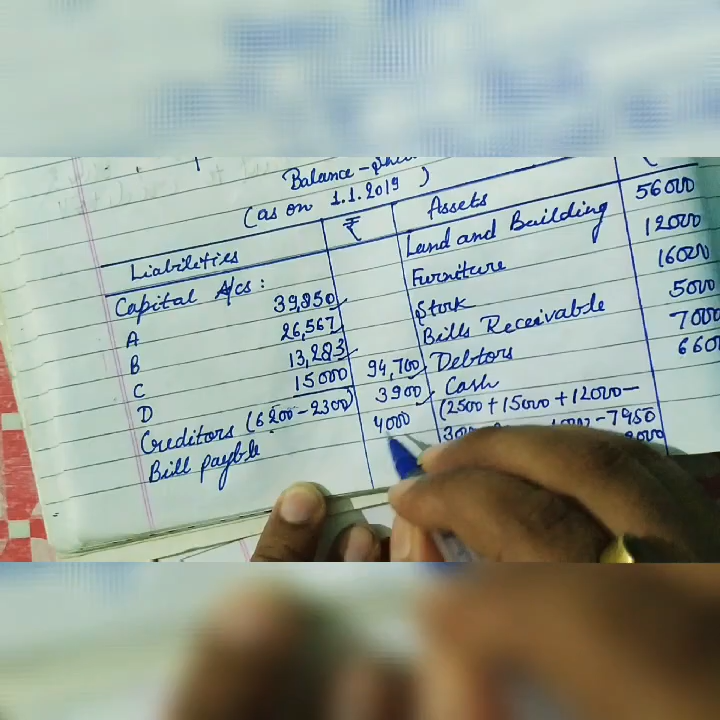 Balance-
(as on 1.1.2019)
Liabilities ₹ Assets
Capital A/cs: Land and Building 56000
A 39,850 Furniture 12000
B 26,567 Stock 16000
C 13,283 Bills Receivable 5000
D 15000 94,700 Debtors 7000
Creditors (6200-2300) 3900 Cash 660
Bill payble 4000 (2500+15000+12000-
-7950